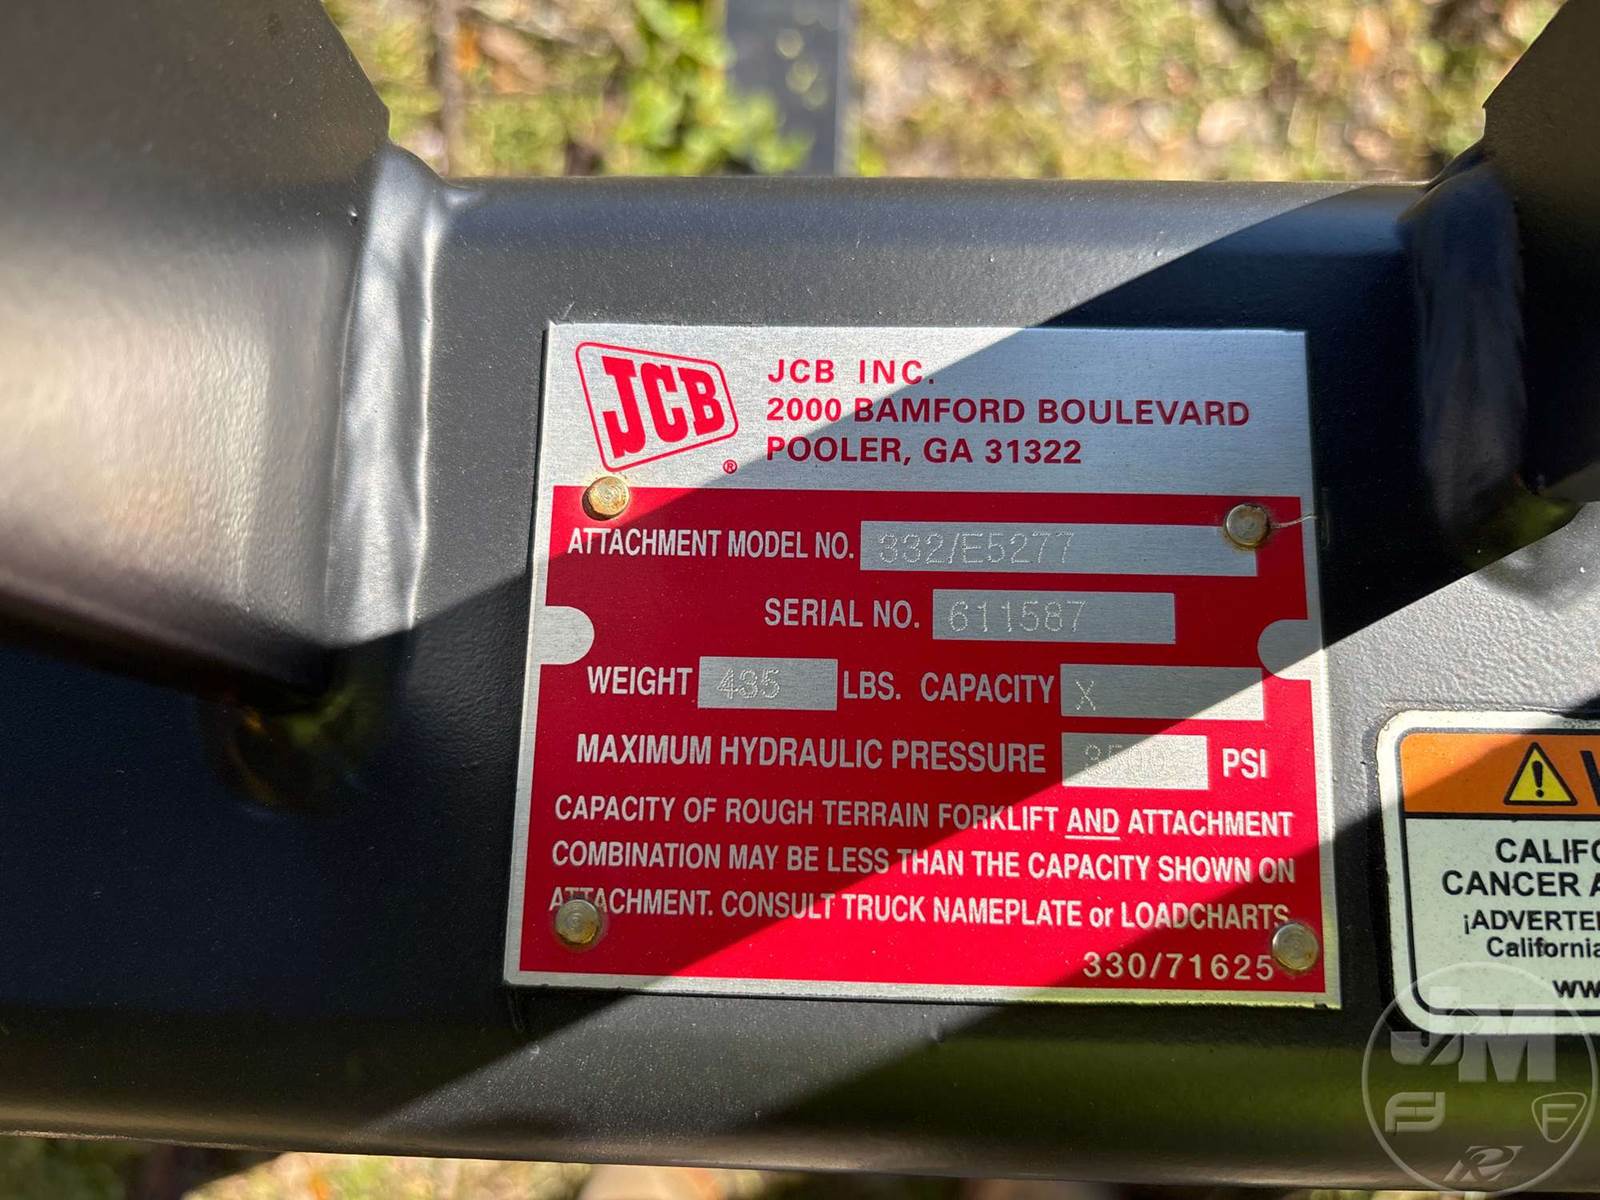 JCB
®
JCB INC.
2000 BAMFORD BOULEVARD
POOLER, GA 31322
ATTACHMENT MODEL NO. 332/E5277
SERIAL NO. 611587
WEIGHT 435 LBS. CAPACITY X
MAXIMUM HYDRAULIC PRESSURE 3500 PSI
CAPACITY OF ROUGH TERRAIN FORKLIFT AND ATTACHMENT
COMBINATION MAY BE LESS THAN THE CAPACITY SHOWN ON
ATTACHMENT. CONSULT TRUCK NAMEPLATE or LOADCHARTS
330/71625
CANCER
California
JM